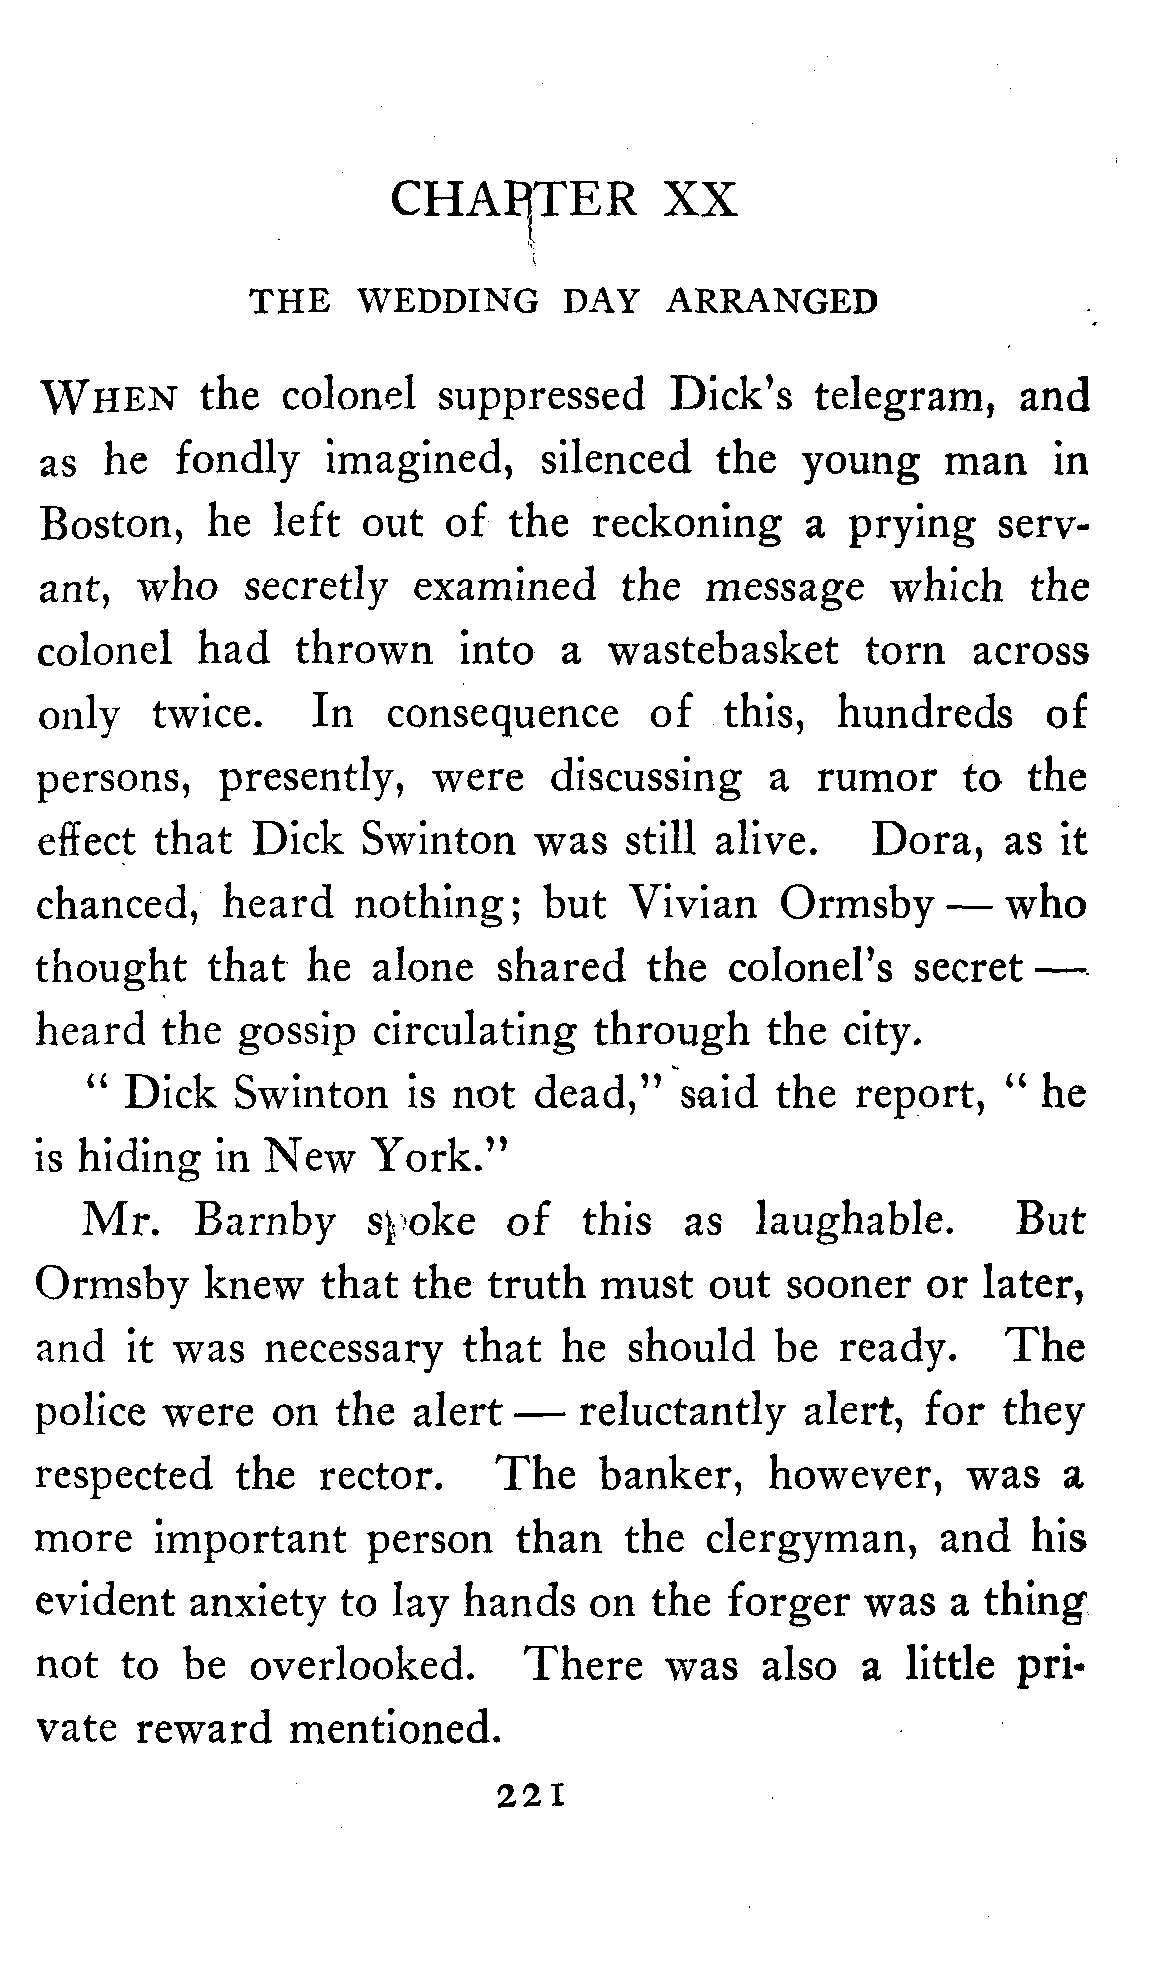 CHAPTER XX
THE WEDDING DAY ARRANGED
WHEN the colonel suppressed Dick's telegram, and
as he fondly imagined, silenced the young man in
Boston, he left out of the reckoning a prying serv-
ant, who secretly examined the message which the
colonel had thrown into a wastebasket torn across
only twice. In consequence of this, hundreds of
persons, presently, were discussing a rumor to the
effect that Dick Swinton was still alive. Dora, as it
chanced, heard nothing; but Vivian Ormsby — who
thought that he alone shared the colonel's secret —
heard the gossip circulating through the city.
“ Dick Swinton is not dead,” said the report, “ he
is hiding in New York.”
Mr. Barnby spoke of this as laughable. But
Ormsby knew that the truth must out sooner or later,
and it was necessary that he should be ready. The
police were on the alert — reluctantly alert, for they
respected the rector. The banker, however, was a
more important person than the clergyman, and his
evident anxiety to lay hands on the forger was a thing
not to be overlooked. There was also a little pri-
vate reward mentioned.
221